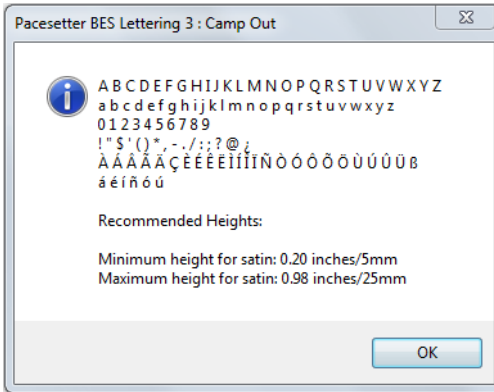 Pacesetter BES Lettering 3 : Camp Out
A B C D E F G H I J K L M N O P Q R S T U V W X Y Z
a b c d e f g h i j k l m n o p q r s t u v w x y z
0 1 2 3 4 5 6 7 8 9
! " $ ' ( ) * , - . / : ; ? @ ¿
À Á Â Ã Ä Ç È É Ê Ë Ì Í Î Ï Ñ Ò Ó Ô Õ Ö Ù Ú Û Ü ß
á é í ñ ó ú
Recommended Heights:
Minimum height for satin: 0.20 inches/5mm
Maximum height for satin: 0.98 inches/25mm
OK